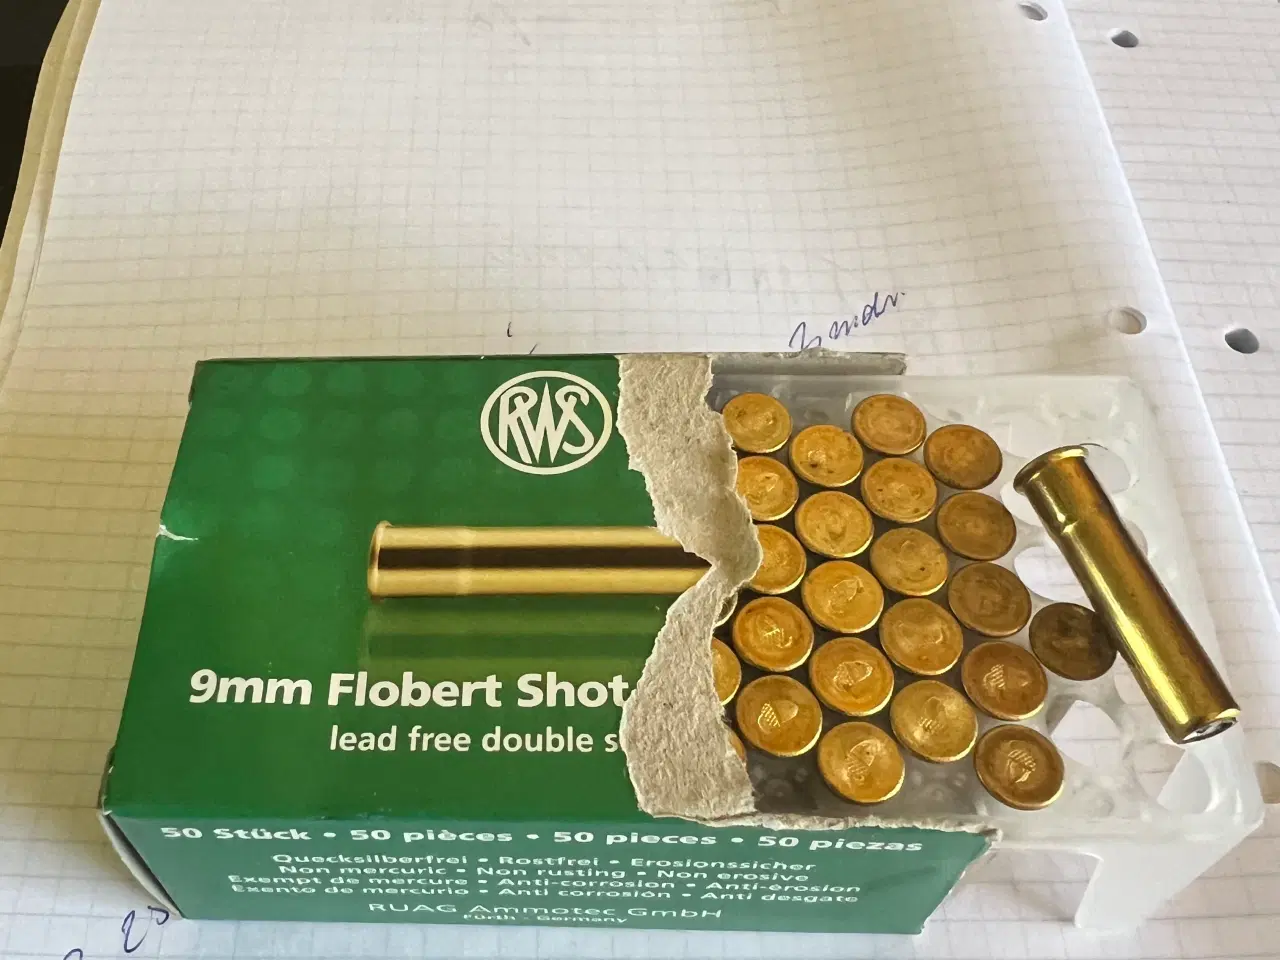 RWS
9mm Flobert Shot
lead free double s
50 Stück • 50 pièces • 50 pieces • 50 piezas
Quecksilberfrei • Rostfrei • Erosionssicher
Non mercuric • Non rusting • Non erosive
Exempt de mercure • Anti-corrosion • Anti-érosion
Exento de mercurio • Anti corrosión • Anti desgate
RUAG Ammotec GmbH
Fürth - Germany